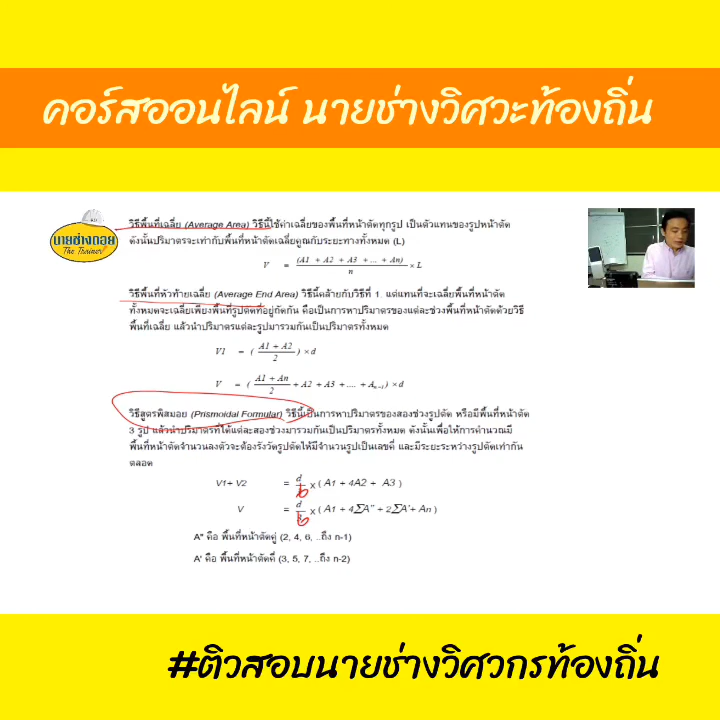 คอร์สออนไลน์ นายช่างวิศวะท้องถิ่น
นายช่างถอย
The Trainer
วิธีพื้นที่เฉลี่ย (Average Area) วิธีนี้ใช้ค่าเฉลี่ยของพื้นที่หน้าตัดทุกรูป เป็นตัวแทนของรูปหน้าตัด
ดังนั้นปริมาตรจะเท่ากับพื้นที่หน้าตัดเฉลี่ยคูณกับระยะทางทั้งหมด (L)
V = (A1 + A2 + A3 +... + An) / n × L
วิธีพื้นที่หัวท้ายเฉลี่ย (Average End Area) วิธีนี้คล้ายกับวิธีที่ 1 แต่แทนที่จะเฉลี่ยพื้นที่หน้าตัด
ทั้งหมดจะเฉลี่ยเพียงพื้นที่รูปตัดที่อยู่ถัดกัน คือเป็นการหาปริมาตรของแต่ละช่วงพื้นที่หน้าตัดด้วยวิธี
พื้นที่เฉลี่ย แล้วนำปริมาตรแต่ละรูปมารวมกันเป็นปริมาตรทั้งหมด
V1 = ( A1 + A2 / 2 ) × d
V = ( A1 + An / 2 + A2 + A3 + .... + An-1 ) × d
วิธีสูตรพิสมอย (Prismoidal Formular) วิธีนี้เป็นการหาปริมาตรของสองช่วงรูปตัด หรือมีพื้นที่หน้าตัด
3 รูป แล้วนำปริมาตรที่ได้แต่ละสองช่วงมารวมกันเป็นปริมาตรทั้งหมด ดังนั้นเพื่อให้การคำนวณมี
พื้นที่หน้าตัดจำนวนลงตัวจะต้องรังวัดรูปตัดให้มีจำนวนรูปเป็นเลขคี่ และมีระยะระหว่างรูปตัดเท่ากัน
ตลอด
V1+ V2 = d / 6 x ( A1 + 4A2 + A3 )
V = d / 6 x ( A1 + 4∑A" + 2∑A'+ An )
A" คือ พื้นที่หน้าตัดคู่ (2, 4, 6, ..ถึง n-1)
A' คือ พื้นที่หน้าตัดคี่ (3, 5, 7, ..ถึง n-2)
#ติวสอบนายช่างวิศวกรท้องถิ่น